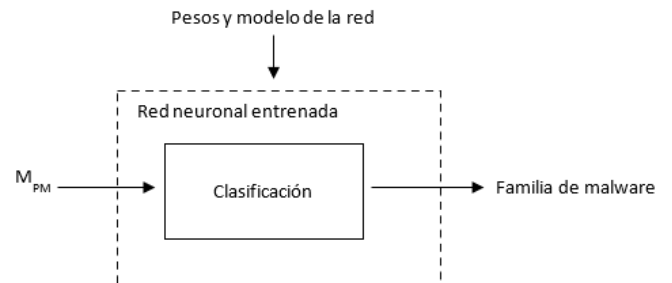 Pesos y modelo de la red
Red neuronal entrenada
M_PM
Clasificación
Familia de malware